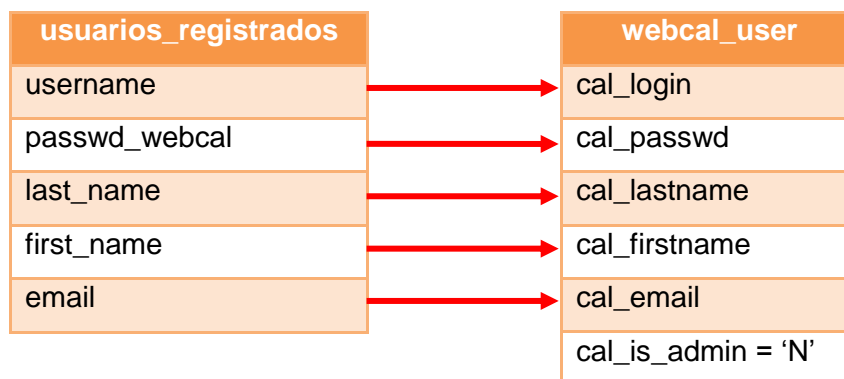 usuarios_registrados
webcal_user
username
cal_login
passwd_webcal
cal_passwd
last_name
cal_lastname
first_name
cal_firstname
email
cal_email
cal_is_admin = ‘N’